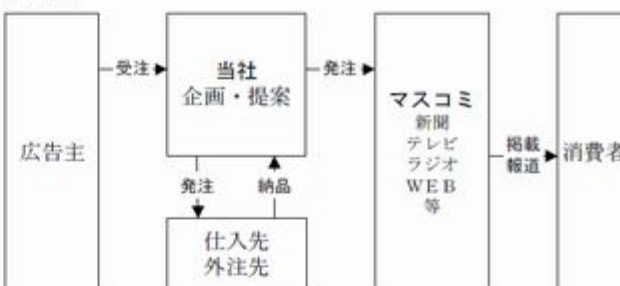 広告主
受注
当社
企画・提案
発注
マスコミ
新聞
テレビ
ラジオ
ＷＥＢ
等
掲載
報道
消費者
発注
納品
仕入先
外注先